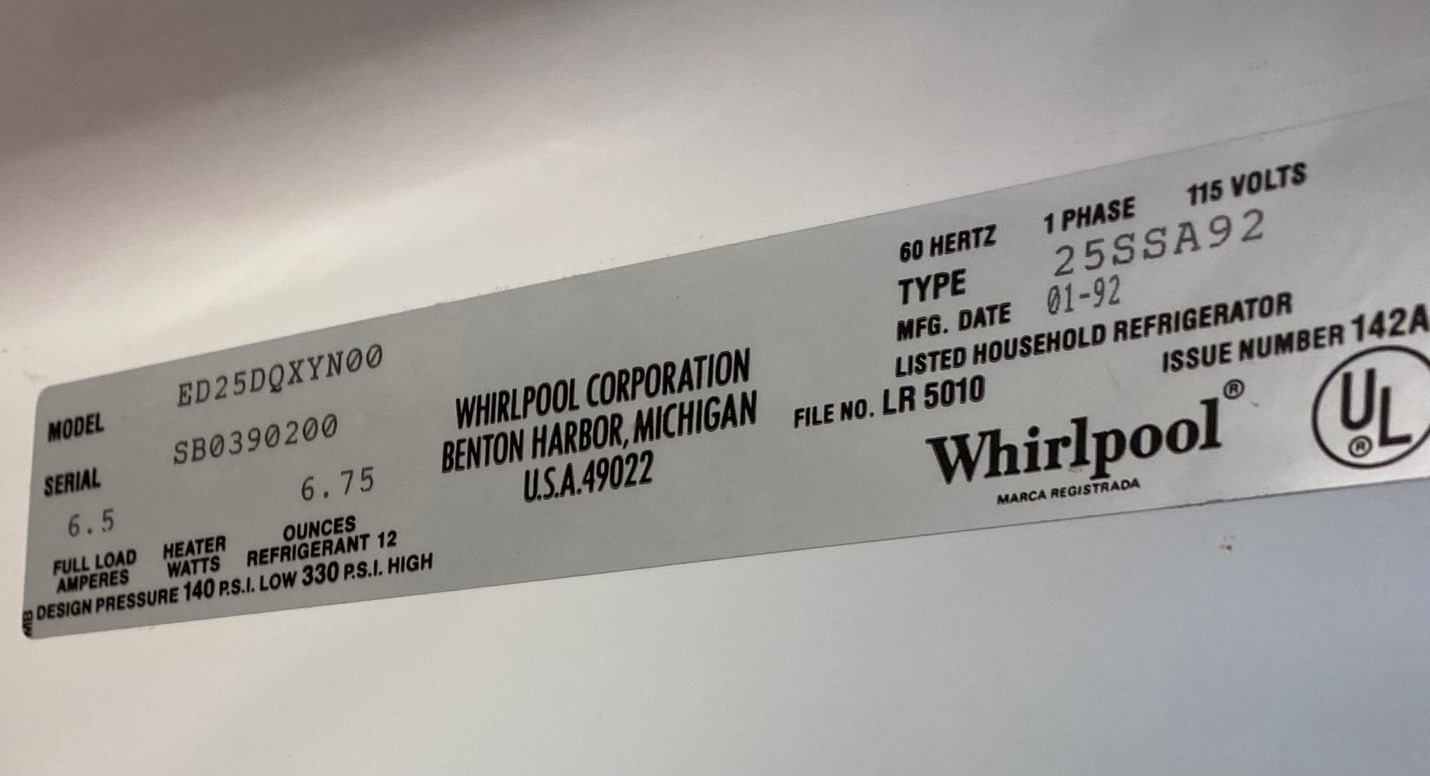 MODEL ED25DQXYN00
SERIAL SB0390200
6.5 6.75
FULL LOAD AMPERES HEATER WATTS OUNCES REFRIGERANT 12
MB DESIGN PRESSURE 140 P.S.I. LOW 330 P.S.I. HIGH
WHIRLPOOL CORPORATION
BENTON HARBOR, MICHIGAN
U.S.A. 49022
60 HERTZ 1 PHASE 115 VOLTS
TYPE 25SSA92
MFG. DATE 01-92
LISTED HOUSEHOLD REFRIGERATOR
FILE NO. LR 5010 ISSUE NUMBER 142A
Whirlpool®
MARCA REGISTRADA
UL®